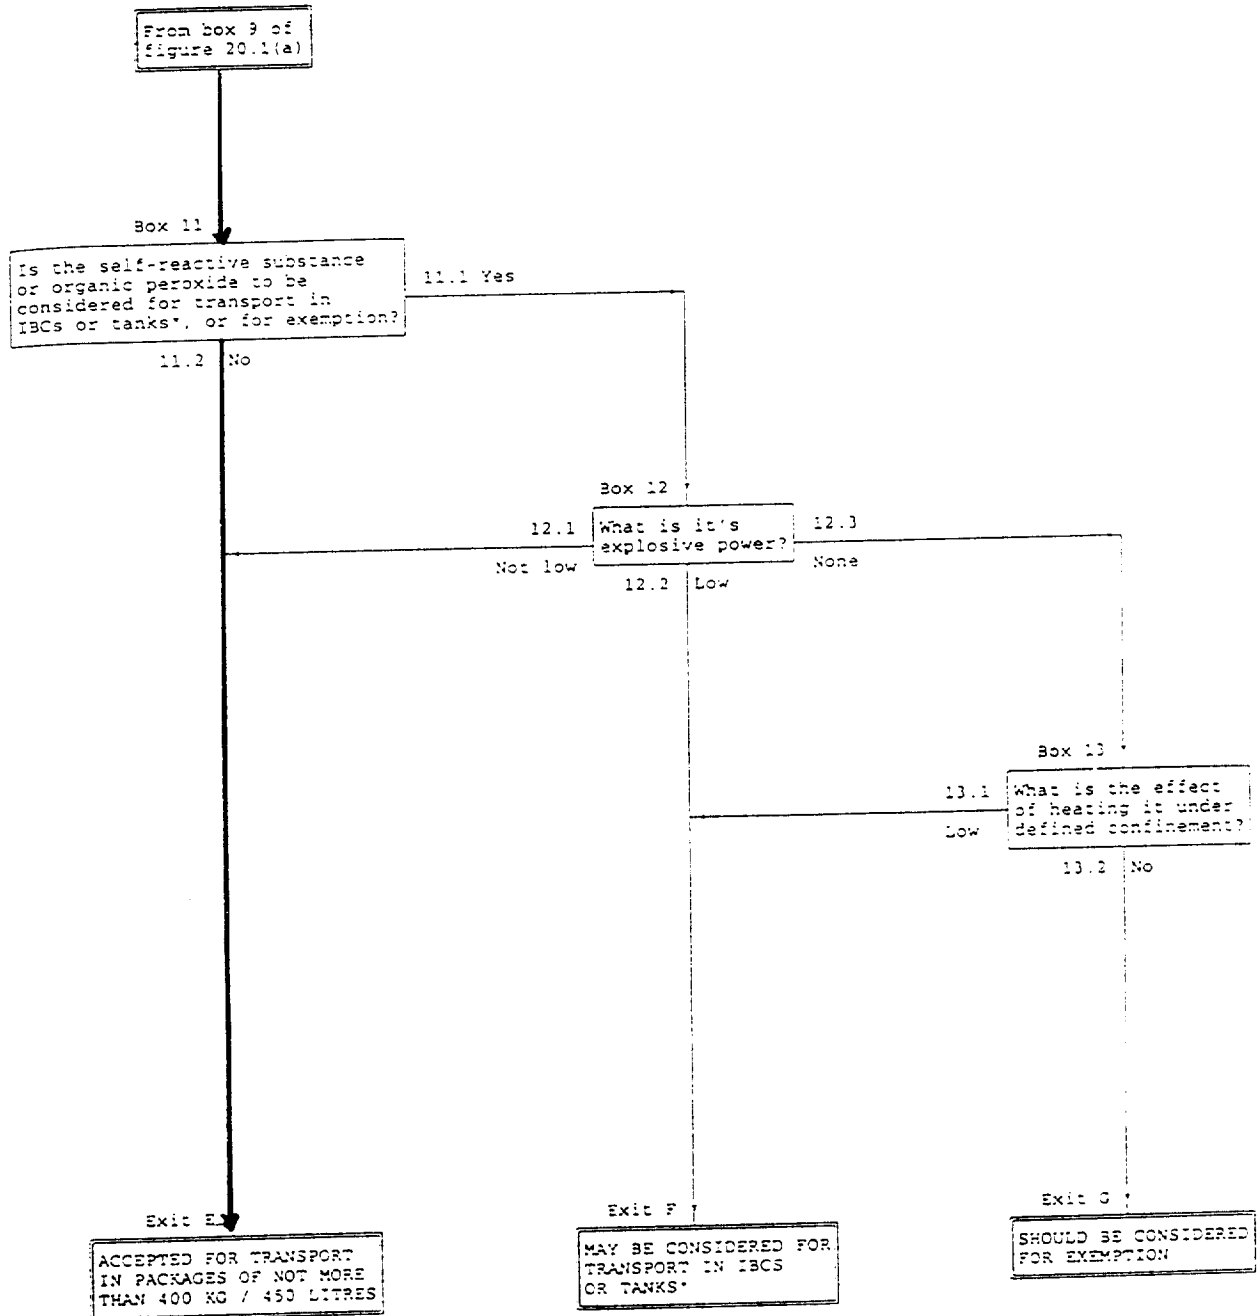 From box 9 of
figure 20.1(a)
Box 11
Is the self-reactive substance
or organic peroxide to be
considered for transport in
IBCs or tanks*, or for exemption?
11.1 Yes
11.2 No
Box 12
What is it's
explosive power?
12.1
Not low
12.2 Low
12.3
None
Box 13
What is the effect
of heating it under
defined confinement?
13.1
Low
13.2 No
Exit E
ACCEPTED FOR TRANSPORT
IN PACKAGES OF NOT MORE
THAN 400 KG / 450 LITRES
Exit F
MAY BE CONSIDERED FOR
TRANSPORT IN IBCS
OR TANKS*
Exit G
SHOULD BE CONSIDERED
FOR EXEMPTION